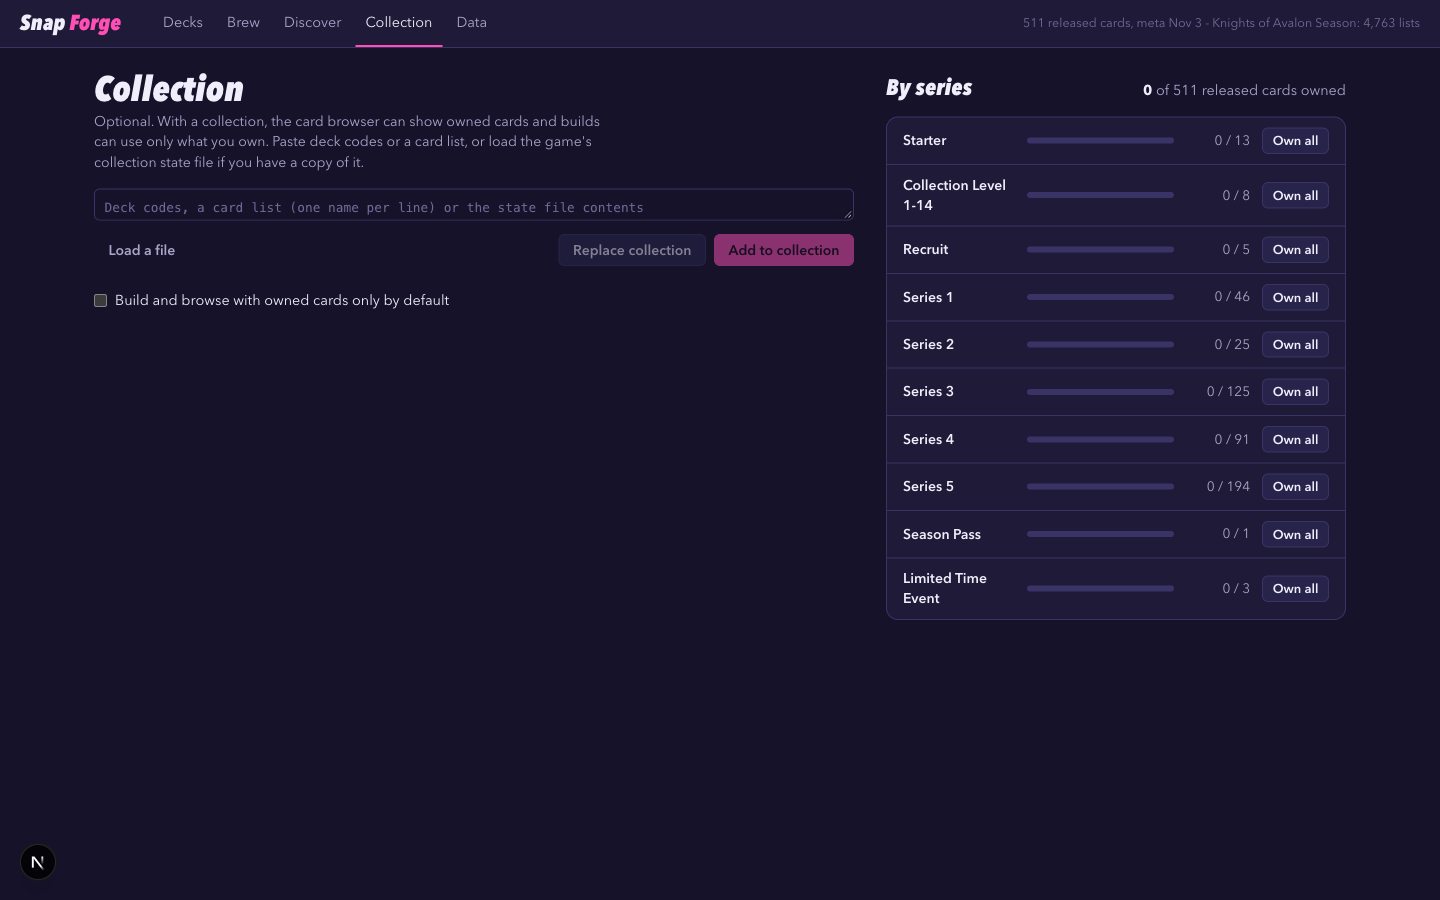 Snap Forge
Decks
Brew
Discover
Collection
Data
511 released cards, meta Nov 3 - Knights of Avalon Season: 4,763 lists
Collection
Optional. With a collection, the card browser can show owned cards and builds
can use only what you own. Paste deck codes or a card list, or load the game's
collection state file if you have a copy of it.
Deck codes, a card list (one name per line) or the state file contents
Load a file
Replace collection
Add to collection
Build and browse with owned cards only by default
By series
0 of 511 released cards owned
Starter
0 / 13
Own all
Collection Level
1-14
0 / 8
Own all
Recruit
0 / 5
Own all
Series 1
0 / 46
Own all
Series 2
0 / 25
Own all
Series 3
0 / 125
Own all
Series 4
0 / 91
Own all
Series 5
0 / 194
Own all
Season Pass
0 / 1
Own all
Limited Time
Event
0 / 3
Own all
N